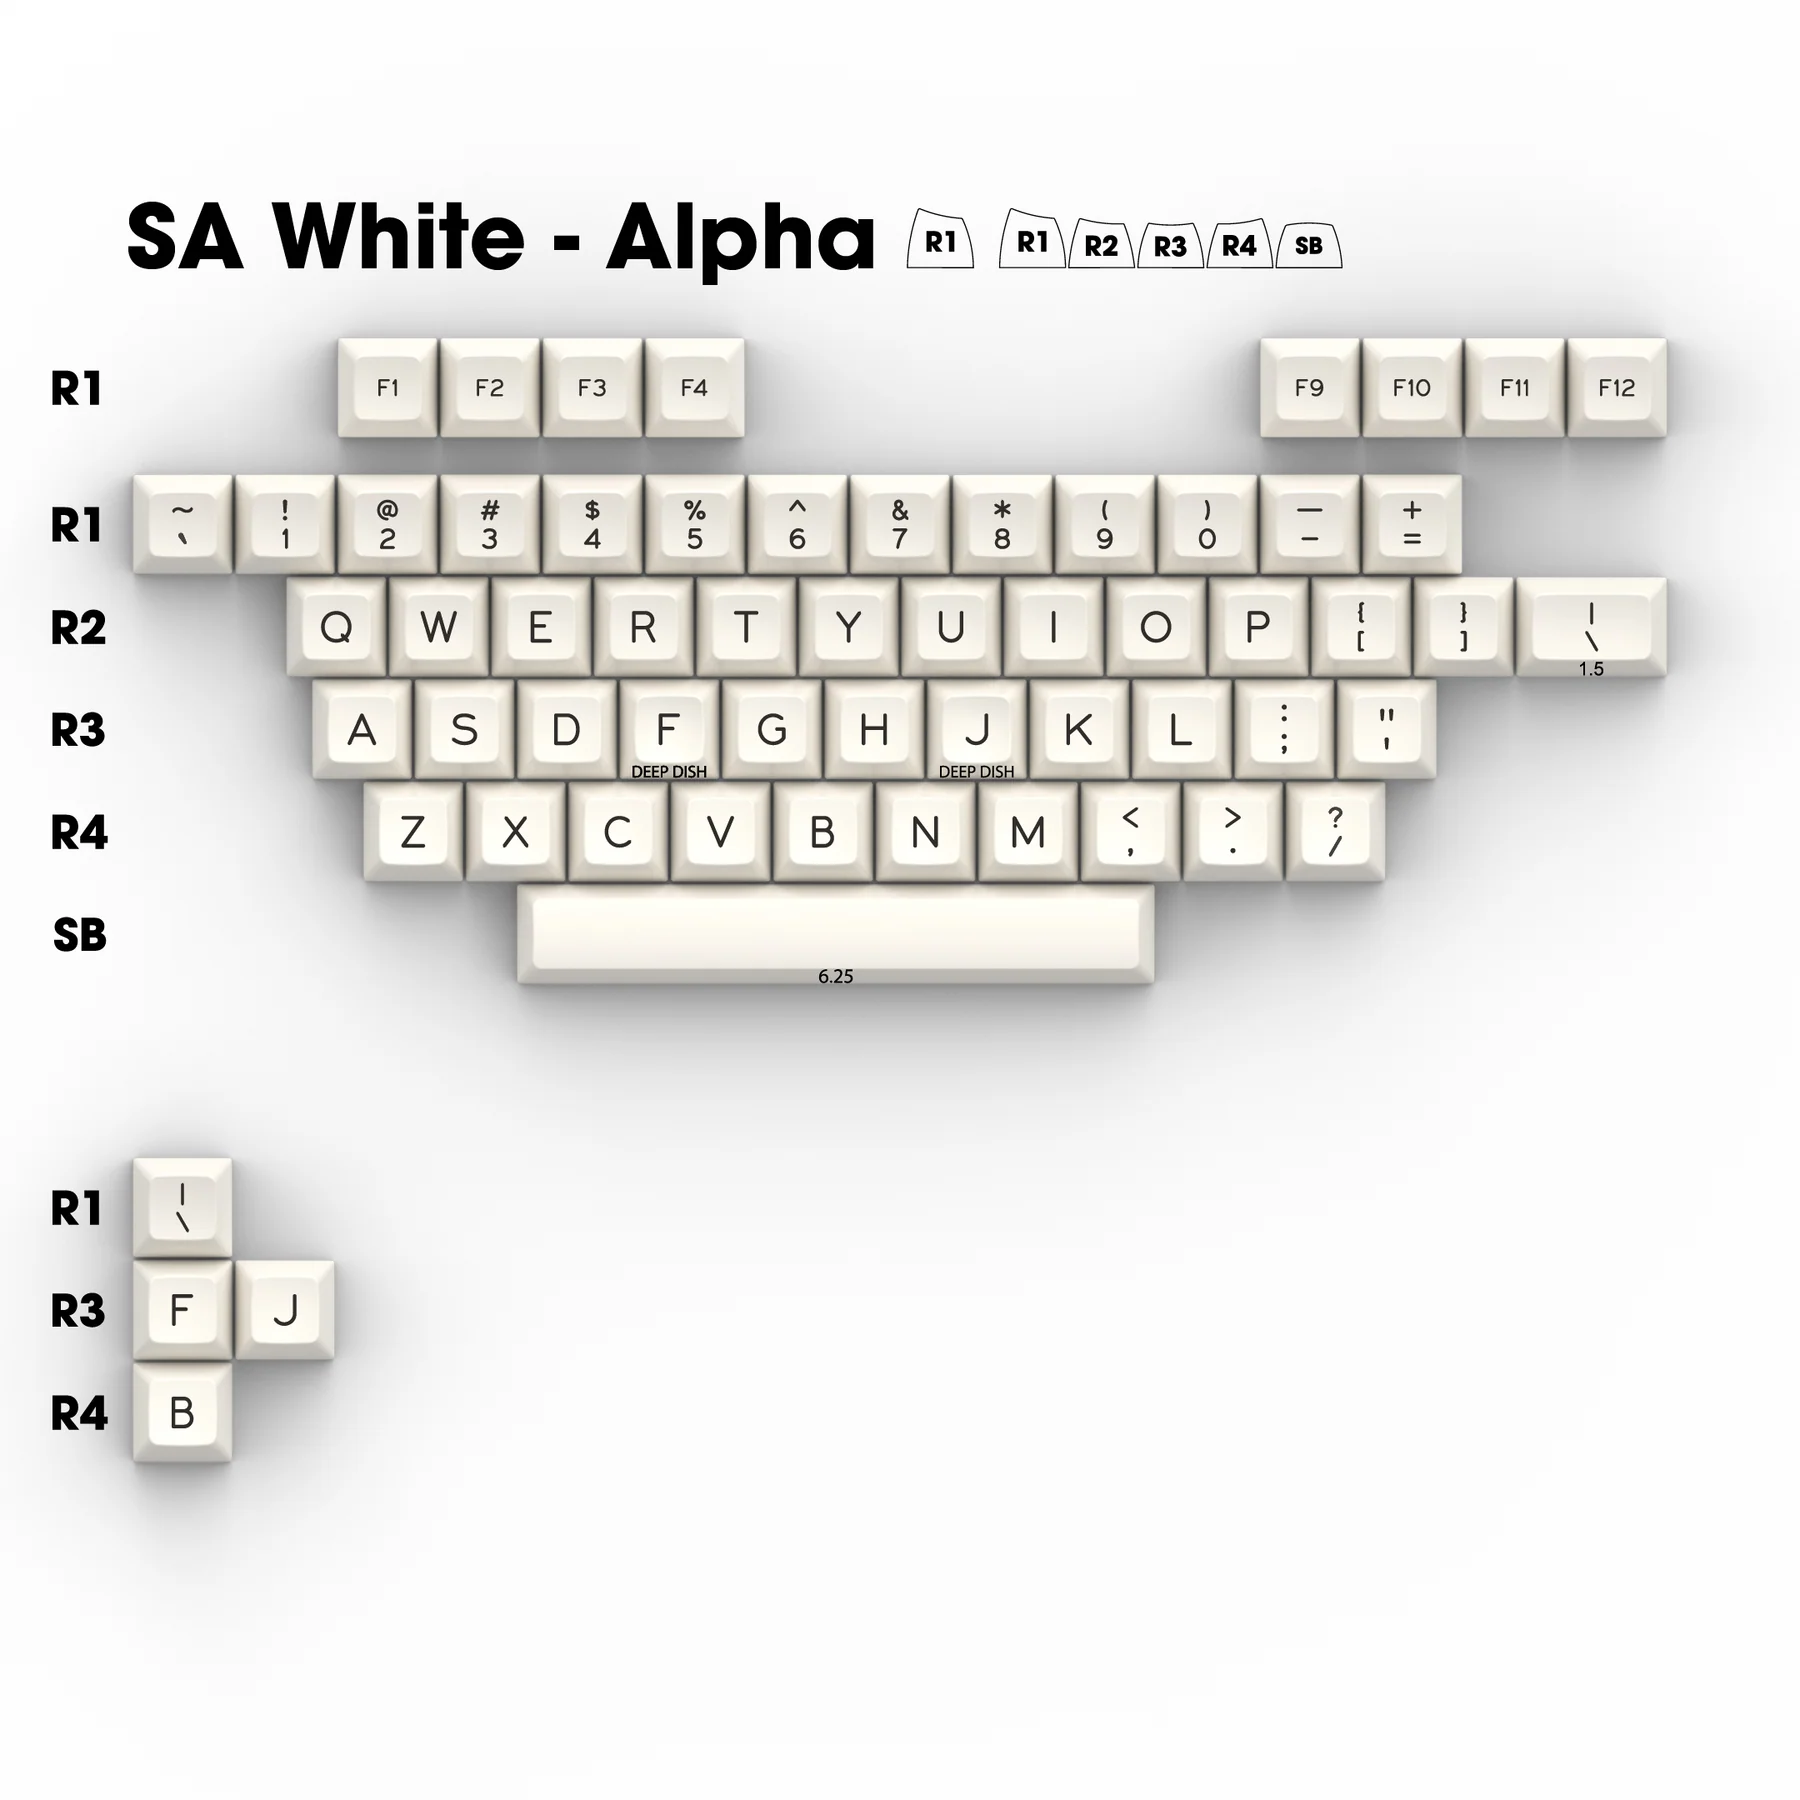 SA White - Alpha R1 R1 R2 R3 R4 SB
R1 F1 F2 F3 F4 F9 F10 F11 F12
~ ! @ # $ % ^ & * ( ) — +
R1 ` 1 2 3 4 5 6 7 8 9 0 - =
{ } |
R2 Q W E R T Y U I O P [ ] \
1.5
R3 A S D F G H J K L : ; " '
DEEP DISH DEEP DISH
< > ?
R4 Z X C V B N M , . /
SB
6.25
|
R1 \
R3 F J
R4 B